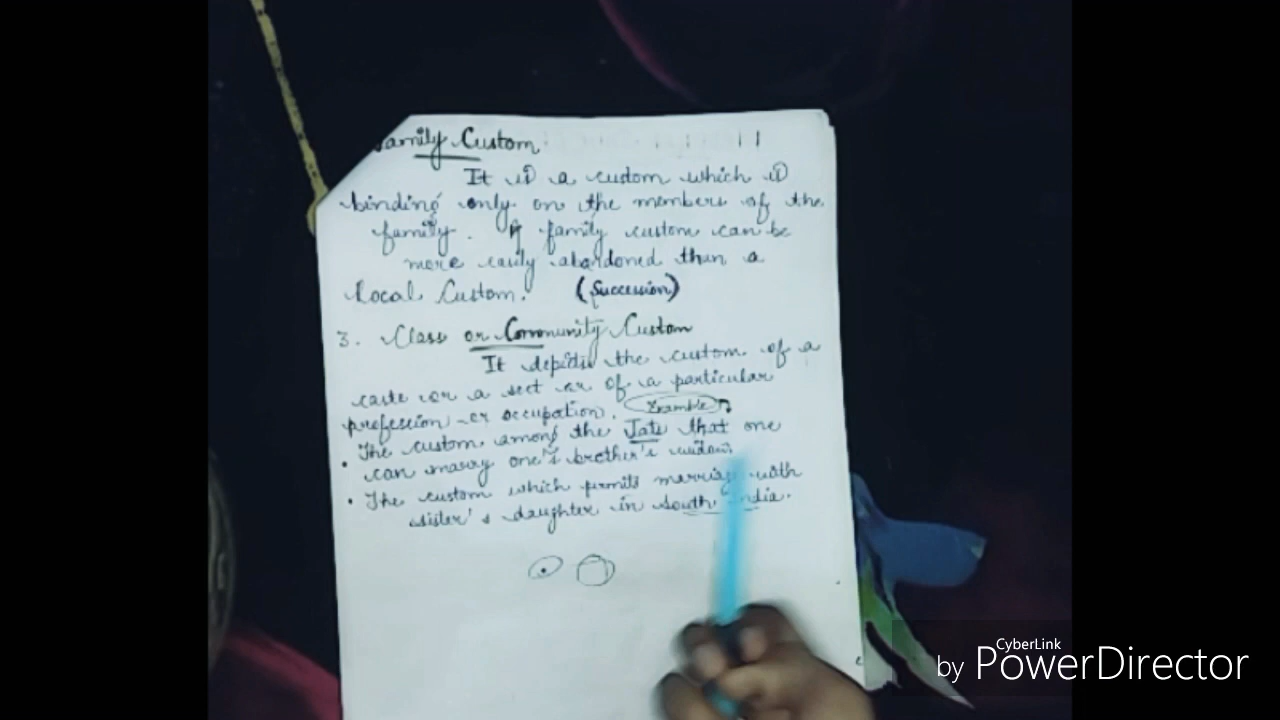 Family Custom
It is a custom which is
binding only on the members of the
family. A family custom can be
more easily abandoned than a
Local Custom. (Succession)
3. Class or Community Custom
It depicts the custom of a
caste or a sect or of a particular
profession or occupation. Example
• The custom among the Jats that one
can marry one's brother's widow
• The custom which permits marriage with
sister's daughter in South India.
CyberLink
by PowerDirector